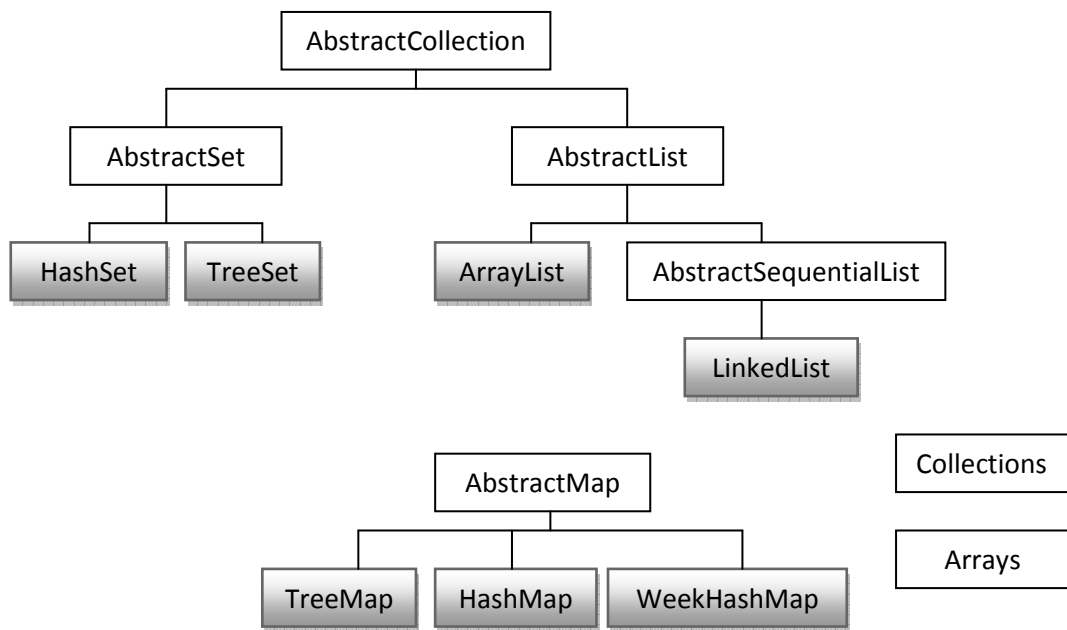 AbstractCollection
AbstractSet
AbstractList
HashSet
TreeSet
ArrayList
AbstractSequentialList
LinkedList
Collections
AbstractMap
Arrays
TreeMap
HashMap
WeekHashMap